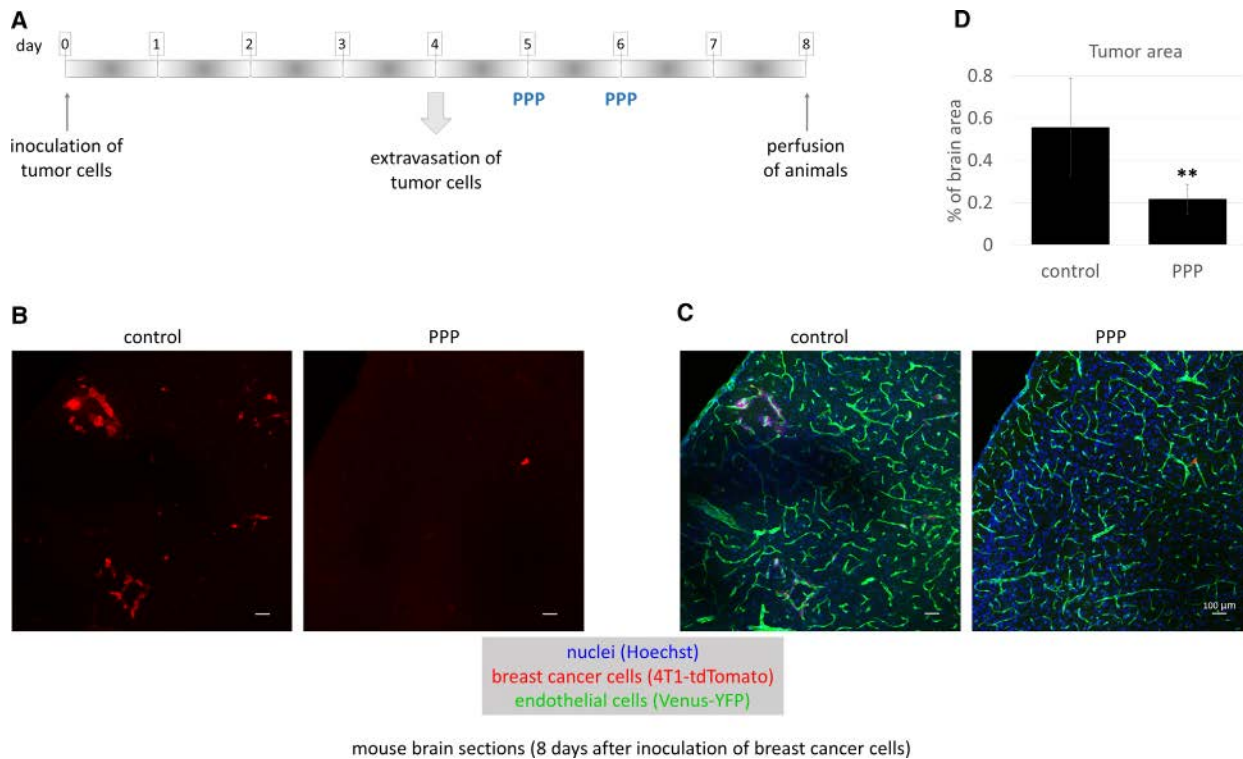 A
day 0 1 2 3 4 5 6 7 8
PPP PPP
inoculation of
tumor cells
extravasation of
tumor cells
perfusion
of animals
D
Tumor area
% of brain area
0.8
0.6
0.4
0.2
0
**
control PPP
B
control PPP
C
control PPP
100 µm
nuclei (Hoechst)
breast cancer cells (4T1-tdTomato)
endothelial cells (Venus-YFP)
mouse brain sections (8 days after inoculation of breast cancer cells)